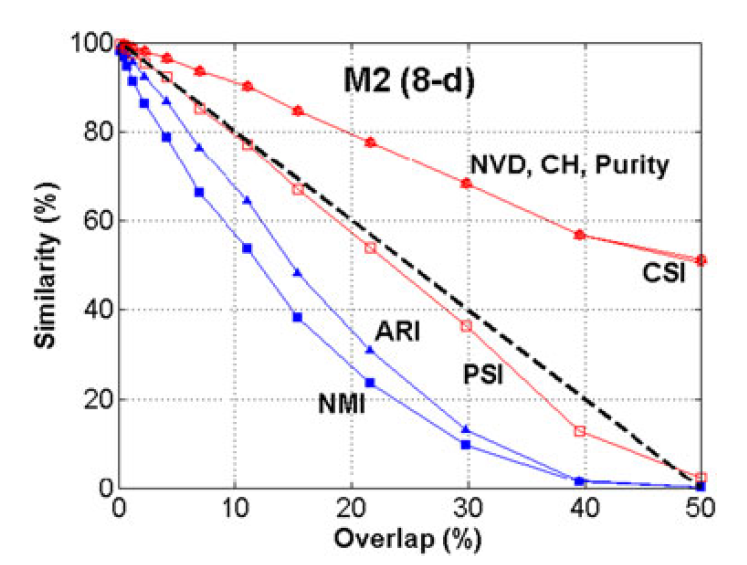 100
M2 (8-d)
80
NVD, CH, Purity
60
Similarity (%)
CSI
40
ARI
PSI
20
NMI
0
0 10 20 30 40 50
Overlap (%)